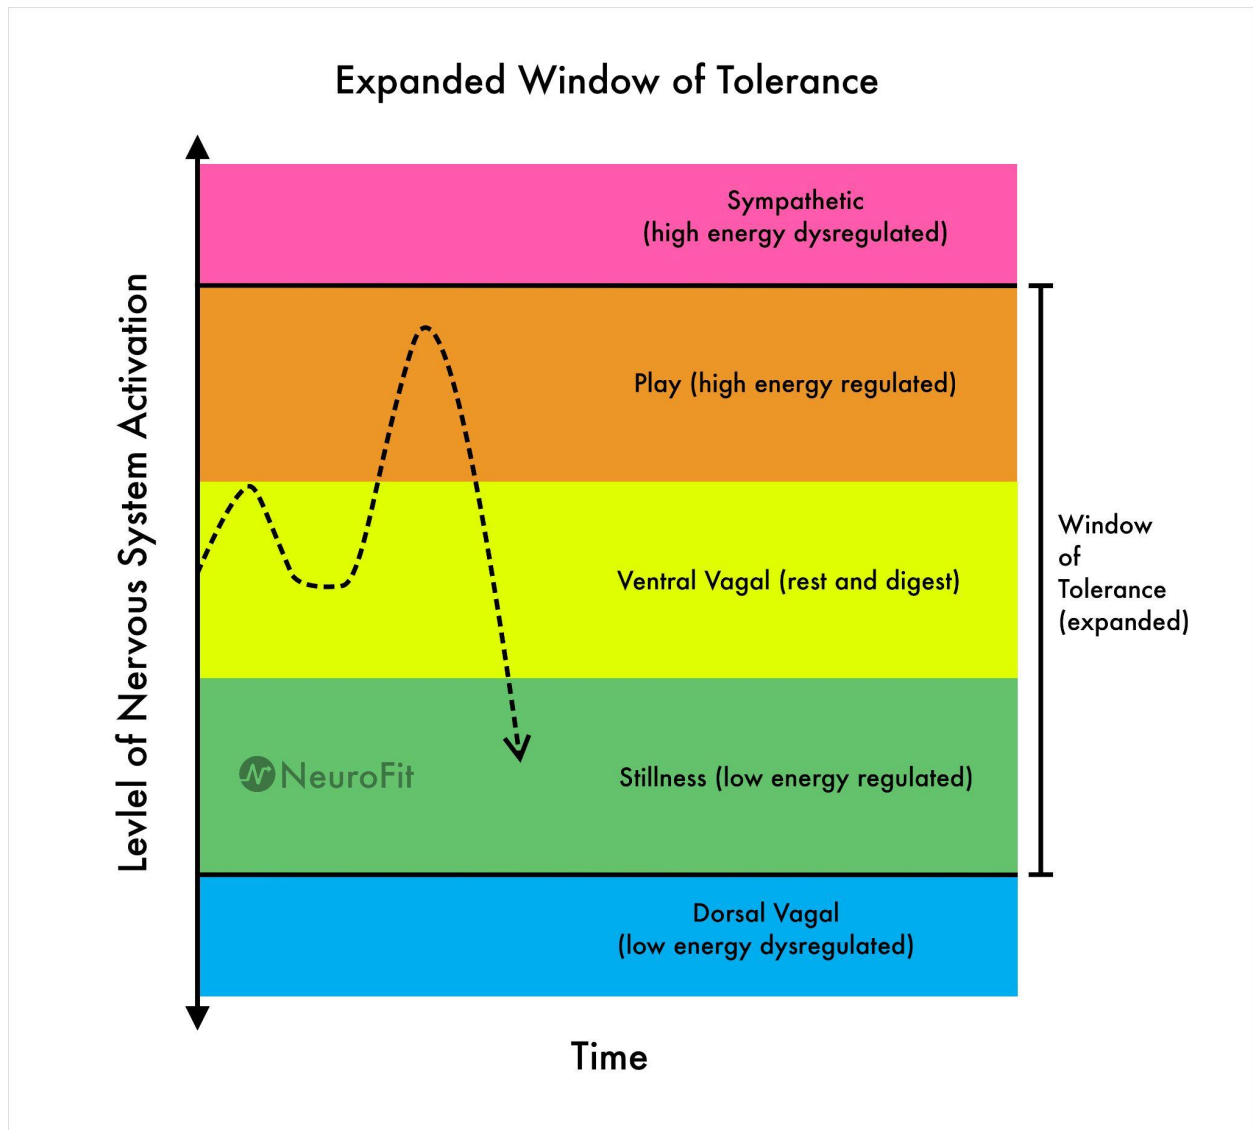 Expanded Window of Tolerance
Levlel of Nervous System Activation
Sympathetic
(high energy dysregulated)
Play (high energy regulated)
Ventral Vagal (rest and digest)
NeuroFit
Stillness (low energy regulated)
Dorsal Vagal
(low energy dysregulated)
Window
of
Tolerance
(expanded)
Time